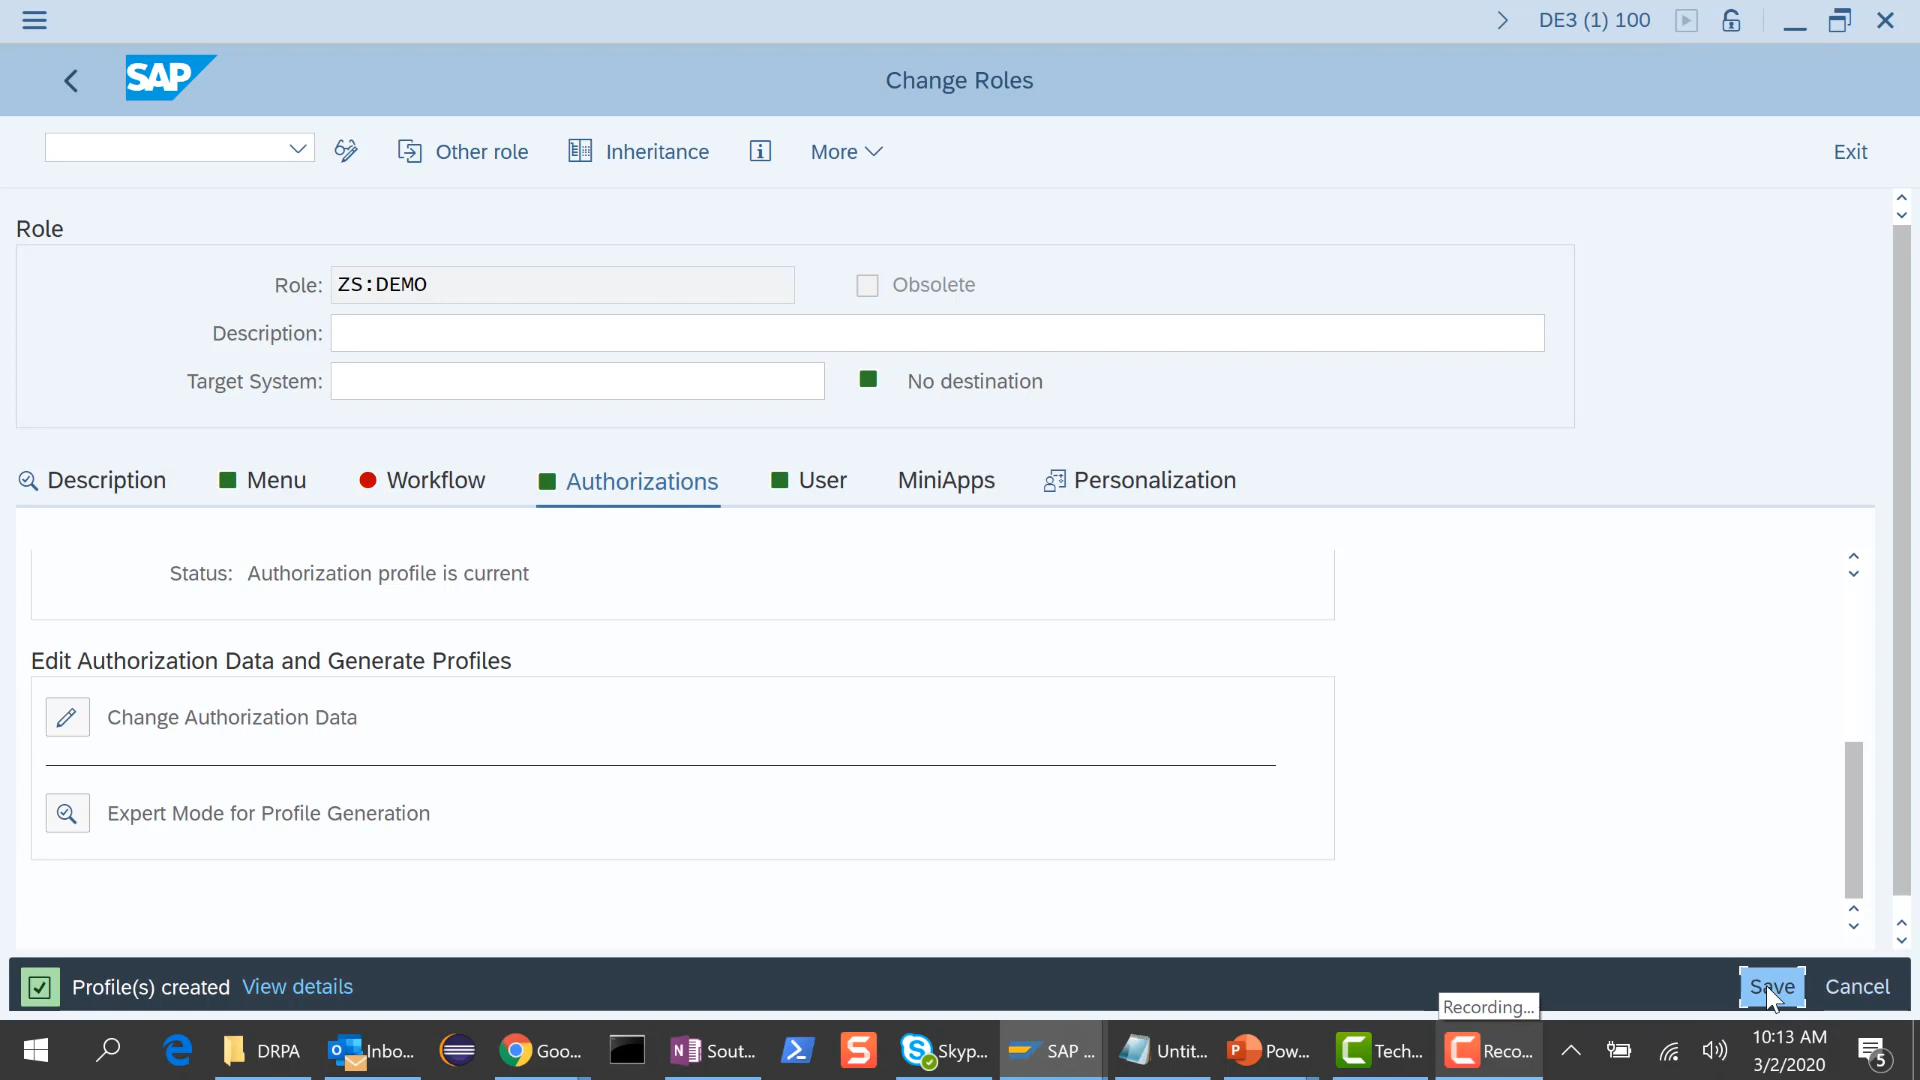 DE3 (1) 100
SAP
Change Roles
Other role
Inheritance
More
Exit
Role
Role: ZS:DEMO
Obsolete
Description:
Target System:
No destination
Description
Menu
Workflow
Authorizations
User
MiniApps
Personalization
Status: Authorization profile is current
Edit Authorization Data and Generate Profiles
Change Authorization Data
Expert Mode for Profile Generation
Profile(s) created View details
Save
Cancel
Recording...
DRPA
Inbo...
Goo...
Sout...
Skyp...
SAP ...
Untit...
Pow...
Tech...
Reco...
10:13 AM
3/2/2020
5